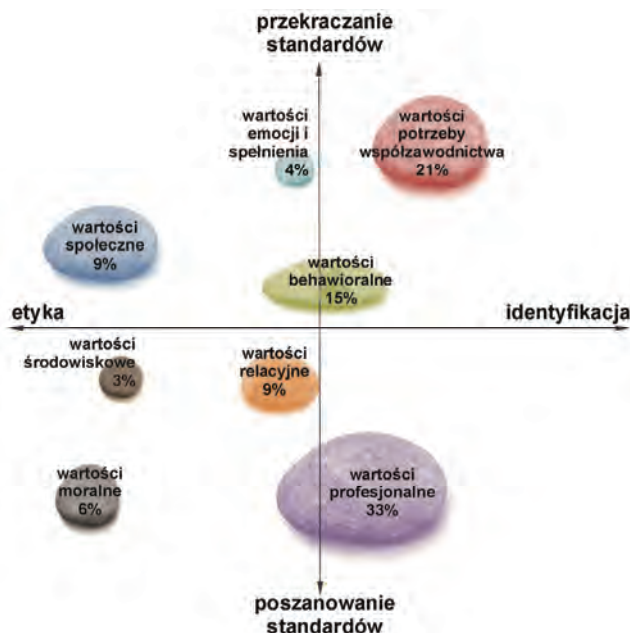 przekraczanie
standardów
wartości
emocji i
spełnienia
4%
wartości
potrzeby
współzawodnictwa
21%
wartości
społeczne
9%
wartości
behawioralne
15%
etyka
identyfikacja
wartości
środowiskowe
3%
wartości
relacyjne
9%
wartości
moralne
6%
wartości
profesjonalne
33%
poszanowanie
standardów